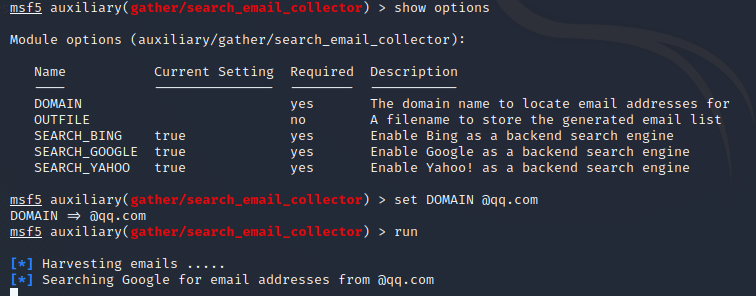 msf5 auxiliary(gather/search_email_collector) > show options
Module options (auxiliary/gather/search_email_collector):
Name Current Setting Required Description
---- --------------- -------- -----------
DOMAIN yes The domain name to locate email addresses for
OUTFILE no A filename to store the generated email list
SEARCH_BING true yes Enable Bing as a backend search engine
SEARCH_GOOGLE true yes Enable Google as a backend search engine
SEARCH_YAHOO true yes Enable Yahoo! as a backend search engine
msf5 auxiliary(gather/search_email_collector) > set DOMAIN @qq.com
DOMAIN => @qq.com
msf5 auxiliary(gather/search_email_collector) > run
[*] Harvesting emails .....
[*] Searching Google for email addresses from @qq.com